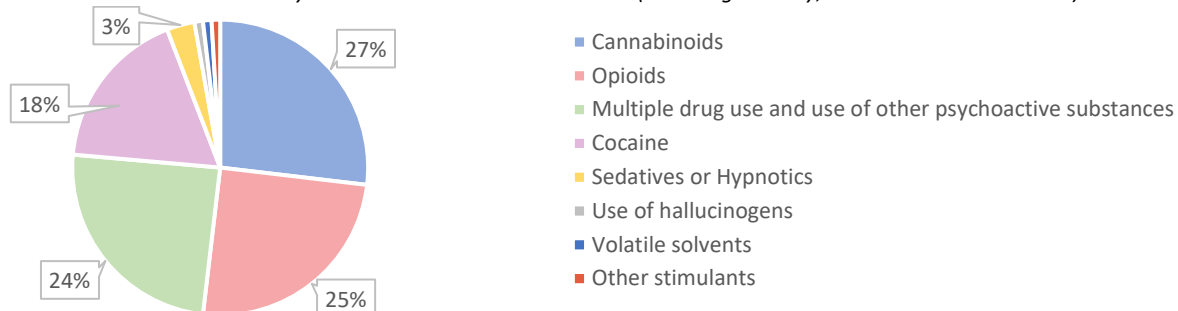 3%
27%
18%
24%
25%
Cannabinoids
Opioids
Multiple drug use and use of other psychoactive substances
Cocaine
Sedatives or Hypnotics
Use of hallucinogens
Volatile solvents
Other stimulants